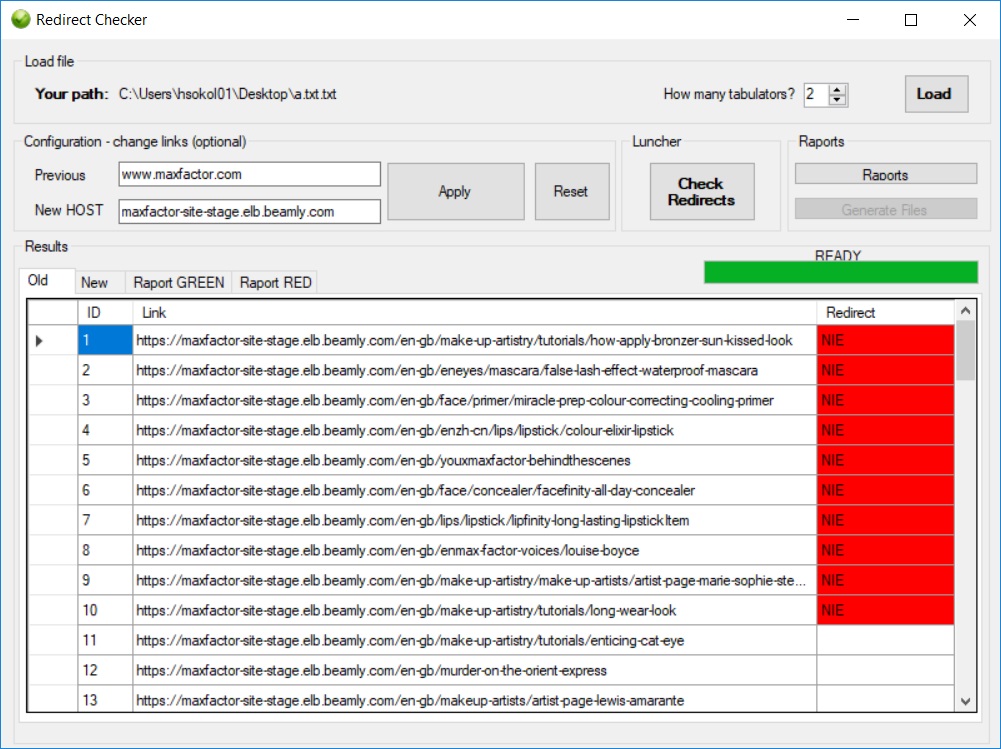 Redirect Checker
Load file
Your path: C:\Users\hsokol01\Desktop\a.txt.txt How many tabulators? 2 Load
Configuration - change links (optional) Luncher Raports
Previous www.maxfactor.com Apply Reset Check Redirects Raports
New HOST maxfactor-site-stage.elb.beamly.com Generate Files
Results READY
Old New Raport GREEN Raport RED
ID Link Redirect
1 https://maxfactor-site-stage.elb.beamly.com/en-gb/make-up-artistry/tutorials/how-apply-bronzer-sun-kissed-look NIE
2 https://maxfactor-site-stage.elb.beamly.com/en-gb/eneyes/mascara/false-lash-effect-waterproof-mascara NIE
3 https://maxfactor-site-stage.elb.beamly.com/en-gb/face/primer/miracle-prep-colour-correcting-cooling-primer NIE
4 https://maxfactor-site-stage.elb.beamly.com/en-gb/enzh-cn/lips/lipstick/colour-elixir-lipstick NIE
5 https://maxfactor-site-stage.elb.beamly.com/en-gb/youxmaxfactor-behindthescenes NIE
6 https://maxfactor-site-stage.elb.beamly.com/en-gb/face/concealer/facefinity-all-day-concealer NIE
7 https://maxfactor-site-stage.elb.beamly.com/en-gb/lips/lipstick/lipfinity-long-lasting-lipstickItem NIE
8 https://maxfactor-site-stage.elb.beamly.com/en-gb/enmax-factor-voices/louise-boyce NIE
9 https://maxfactor-site-stage.elb.beamly.com/en-gb/make-up-artistry/make-up-artists/artist-page-marie-sophie-ste... NIE
10 https://maxfactor-site-stage.elb.beamly.com/en-gb/make-up-artistry/tutorials/long-wear-look NIE
11 https://maxfactor-site-stage.elb.beamly.com/en-gb/make-up-artistry/tutorials/enticing-cat-eye
12 https://maxfactor-site-stage.elb.beamly.com/en-gb/murder-on-the-orient-express
13 https://maxfactor-site-stage.elb.beamly.com/en-gb/makeup-artists/artist-page-lewis-amarante